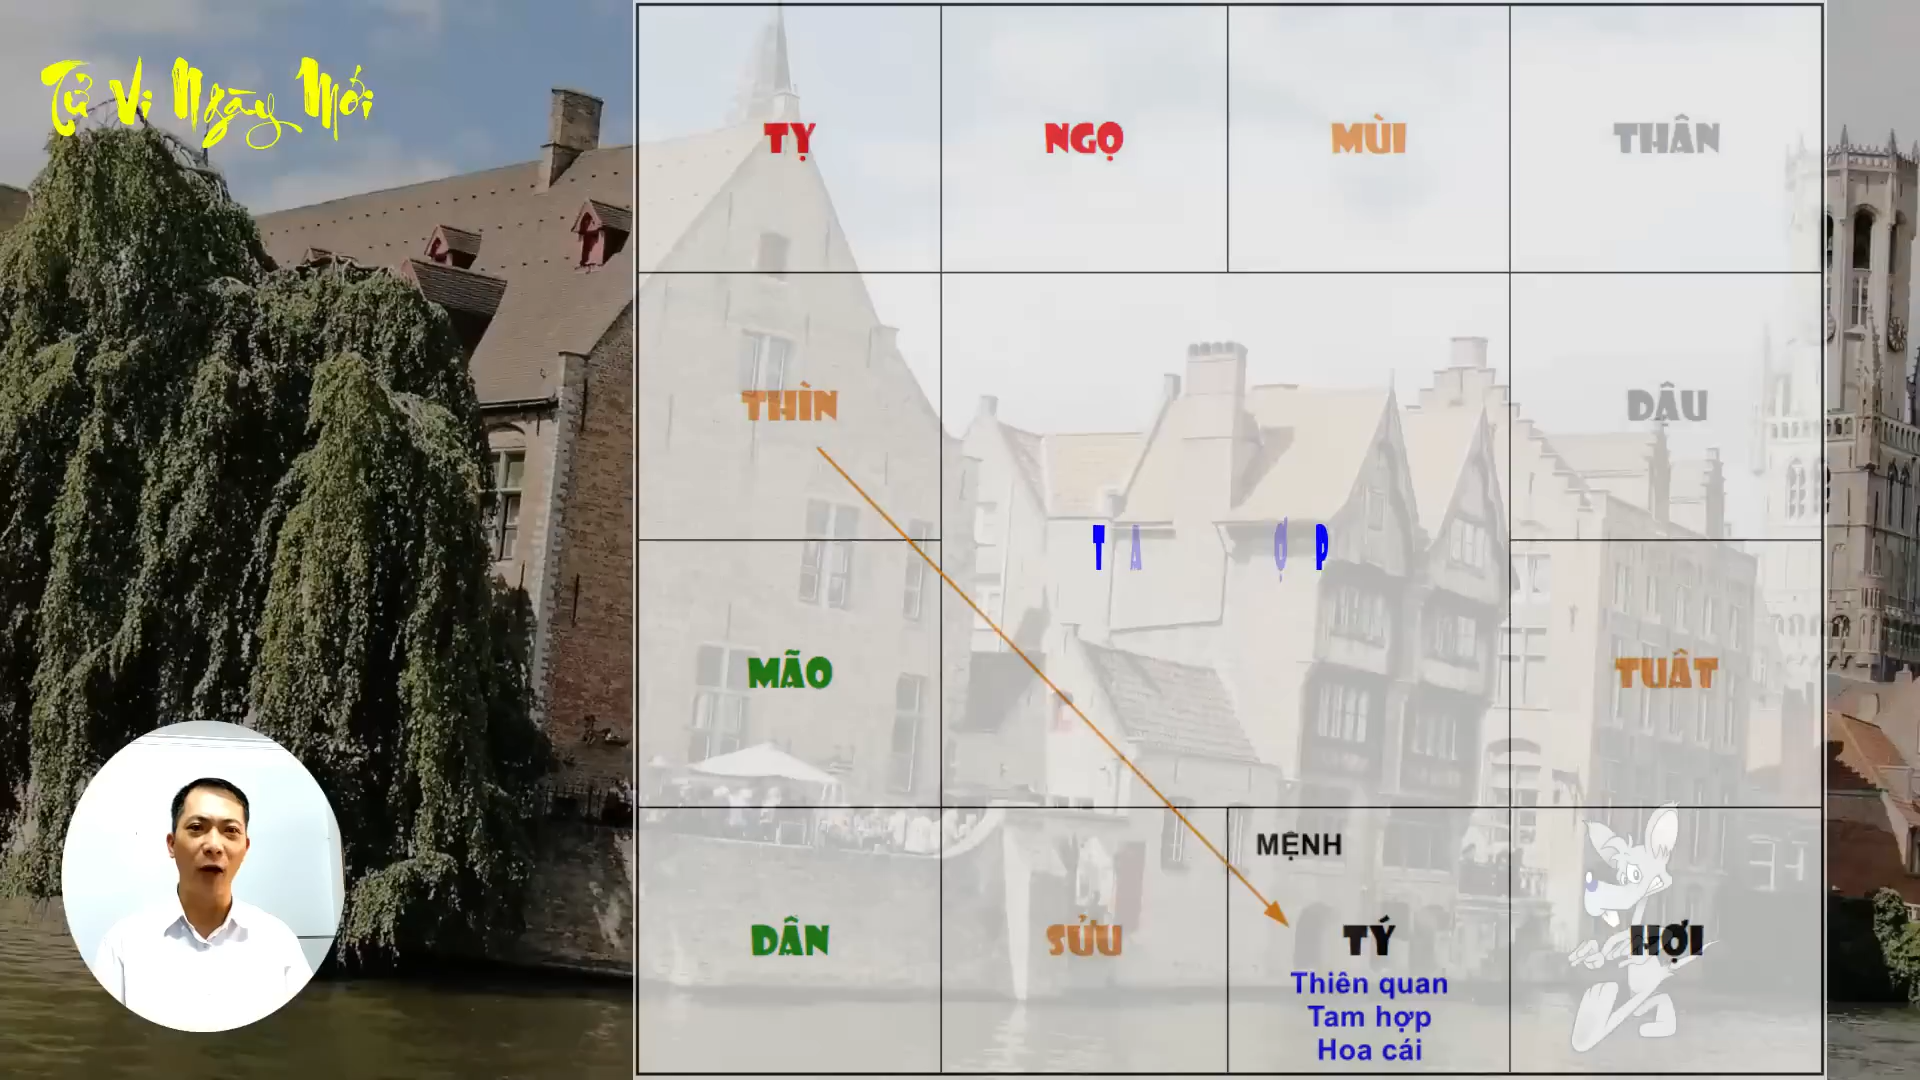 Tử Vi Ngày Mới
TỴ
NGỌ
MÙI
THÂN
THÌN
DẬU
T A ỢP
MÃO
TUẤT
MỆNH
DẦN
SỬU
TÝ
HỢI
Thiên quan
Tam hợp
Hoa cái